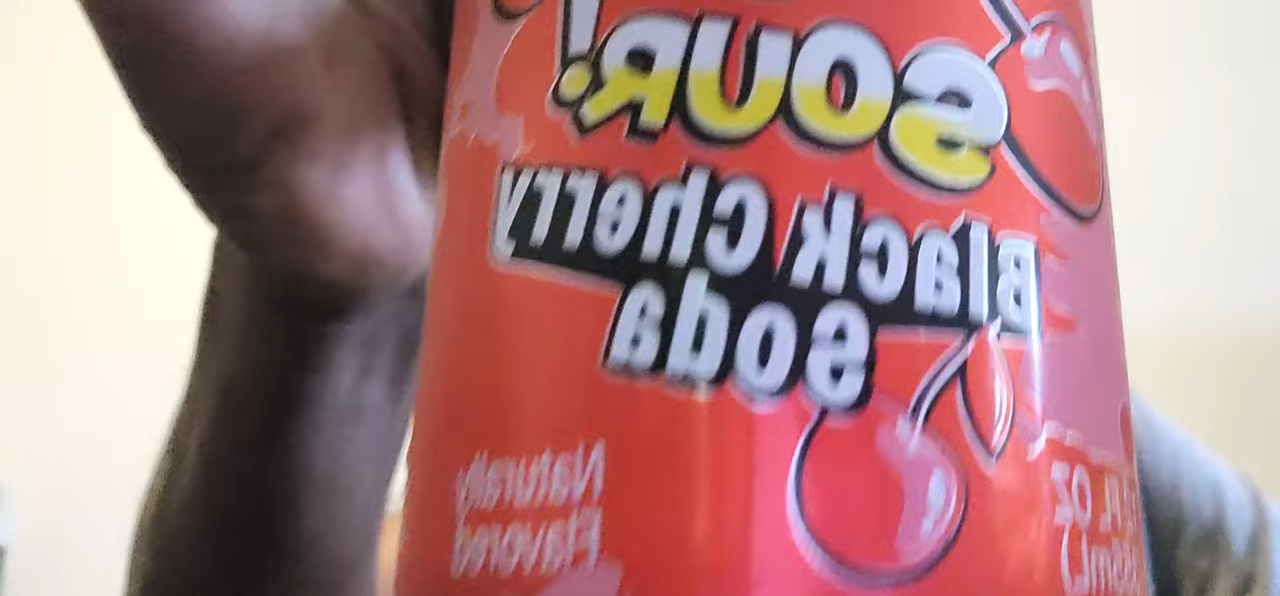 SOUR!
Black Cherry
Soda
Naturally
Flavored
FL OZ